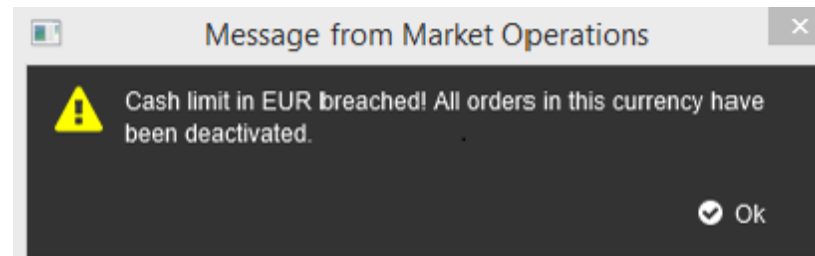 Message from Market Operations
Cash limit in EUR breached! All orders in this currency have
been deactivated.
Ok